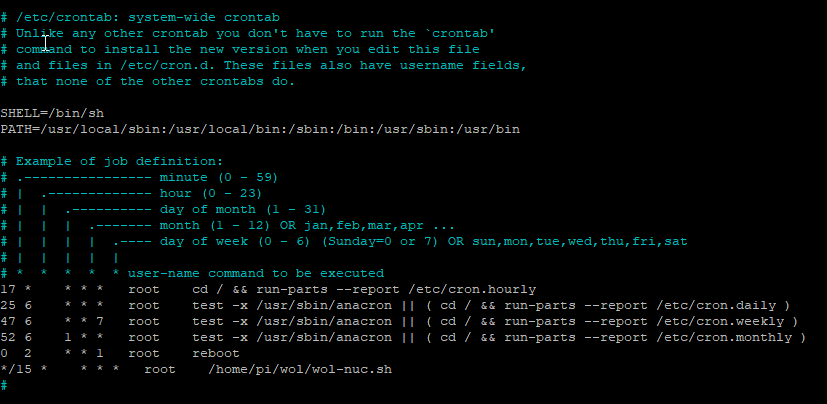 # /etc/crontab: system-wide crontab
# Unlike any other crontab you don't have to run the `crontab'
# command to install the new version when you edit this file
# and files in /etc/cron.d. These files also have username fields,
# that none of the other crontabs do.

SHELL=/bin/sh
PATH=/usr/local/sbin:/usr/local/bin:/sbin:/bin:/usr/sbin:/usr/bin

# Example of job definition:
# .---------------- minute (0 - 59)
# |  .------------- hour (0 - 23)
# |  |  .---------- day of month (1 - 31)
# |  |  |  .------- month (1 - 12) OR jan,feb,mar,apr ...
# |  |  |  |  .---- day of week (0 - 6) (Sunday=0 or 7) OR sun,mon,tue,wed,thu,fri,sat
# |  |  |  |  |
# *  *  *  *  * user-name command to be executed
17 *    * * *   root    cd / && run-parts --report /etc/cron.hourly
25 6    * * *   root    test -x /usr/sbin/anacron || ( cd / && run-parts --report /etc/cron.daily )
47 6    * * 7   root    test -x /usr/sbin/anacron || ( cd / && run-parts --report /etc/cron.weekly )
52 6    1 * *   root    test -x /usr/sbin/anacron || ( cd / && run-parts --report /etc/cron.monthly )
0  2    * * 1   root    reboot
*/15 *    * * *   root    /home/pi/wol/wol-nuc.sh
#